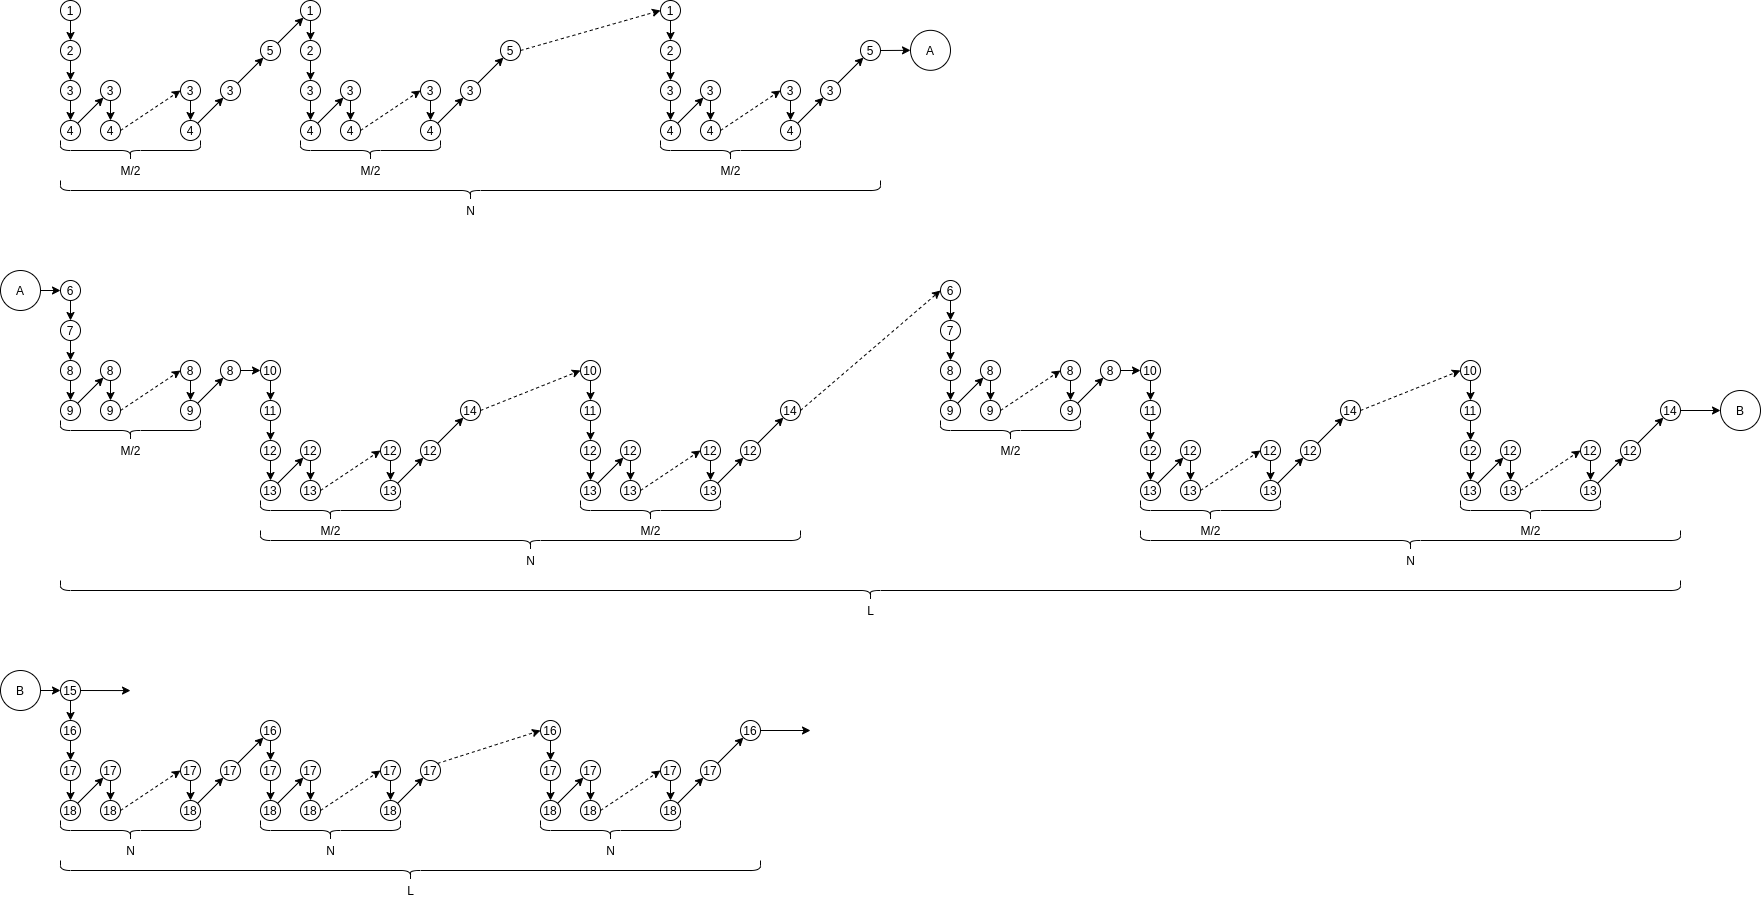 1 1 1
2 2 5 5 2 5 A
3 3 3 3 3 3 3 3 3 3 3 3
4 4 4 4 4 4 4 4 4
M/2 M/2 M/2
N
A 6 6
7 7
8 8 8 8 10 10 8 8 8 8 10 10
9 9 9 11 14 11 14 9 9 9 11 14 11 14 B
M/2 12 12 12 12 12 12 12 12 M/2 12 12 12 12 12 12 12 12
13 13 13 13 13 13 13 13 13 13 13 13
M/2 M/2 M/2 M/2
N N
L
B 15
16 16 16 16
17 17 17 17 17 17 17 17 17 17 17 17
18 18 18 18 18 18 18 18 18
N N N
L